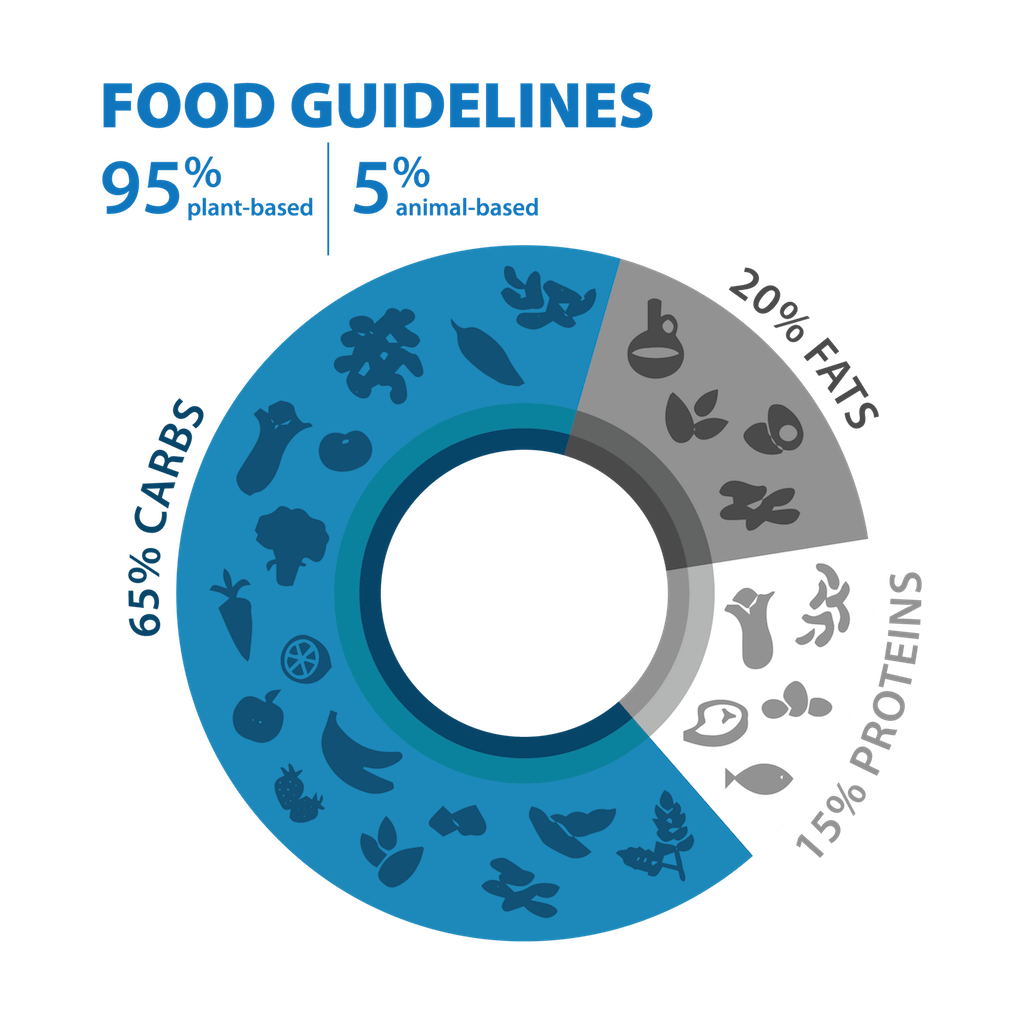 FOOD GUIDELINES
95% plant-based
5% animal-based
65% CARBS
20% FATS
15% PROTEINS